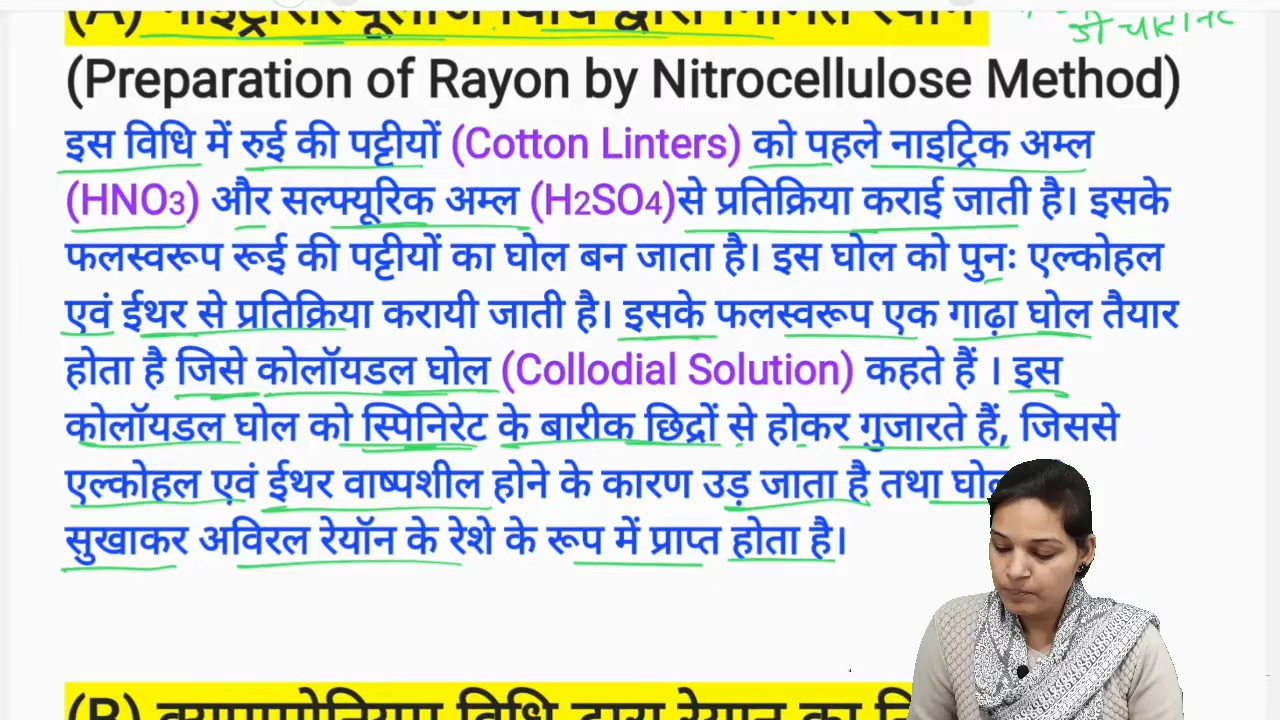 (Preparation of Rayon by Nitrocellulose Method)
इस विधि में रुई की पट्टीयों (Cotton Linters) को पहले नाइट्रिक अम्ल
(HNO3) और सल्फ्यूरिक अम्ल (H2SO4)से प्रतिक्रिया कराई जाती है। इसके
फलस्वरूप रूई की पट्टीयों का घोल बन जाता है। इस घोल को पुनः एल्कोहल
एवं ईथर से प्रतिक्रिया करायी जाती है। इसके फलस्वरूप एक गाढ़ा घोल तैयार
होता है जिसे कोलॉयडल घोल (Collodial Solution) कहते हैं । इस
कोलॉयडल घोल को स्पिनिरेट के बारीक छिद्रों से होकर गुजारते हैं, जिससे
एल्कोहल एवं ईथर वाष्पशील होने के कारण उड़ जाता है तथा
सुखाकर अविरल रेयॉन के रेशे के रूप में प्राप्त होता है।
(B)